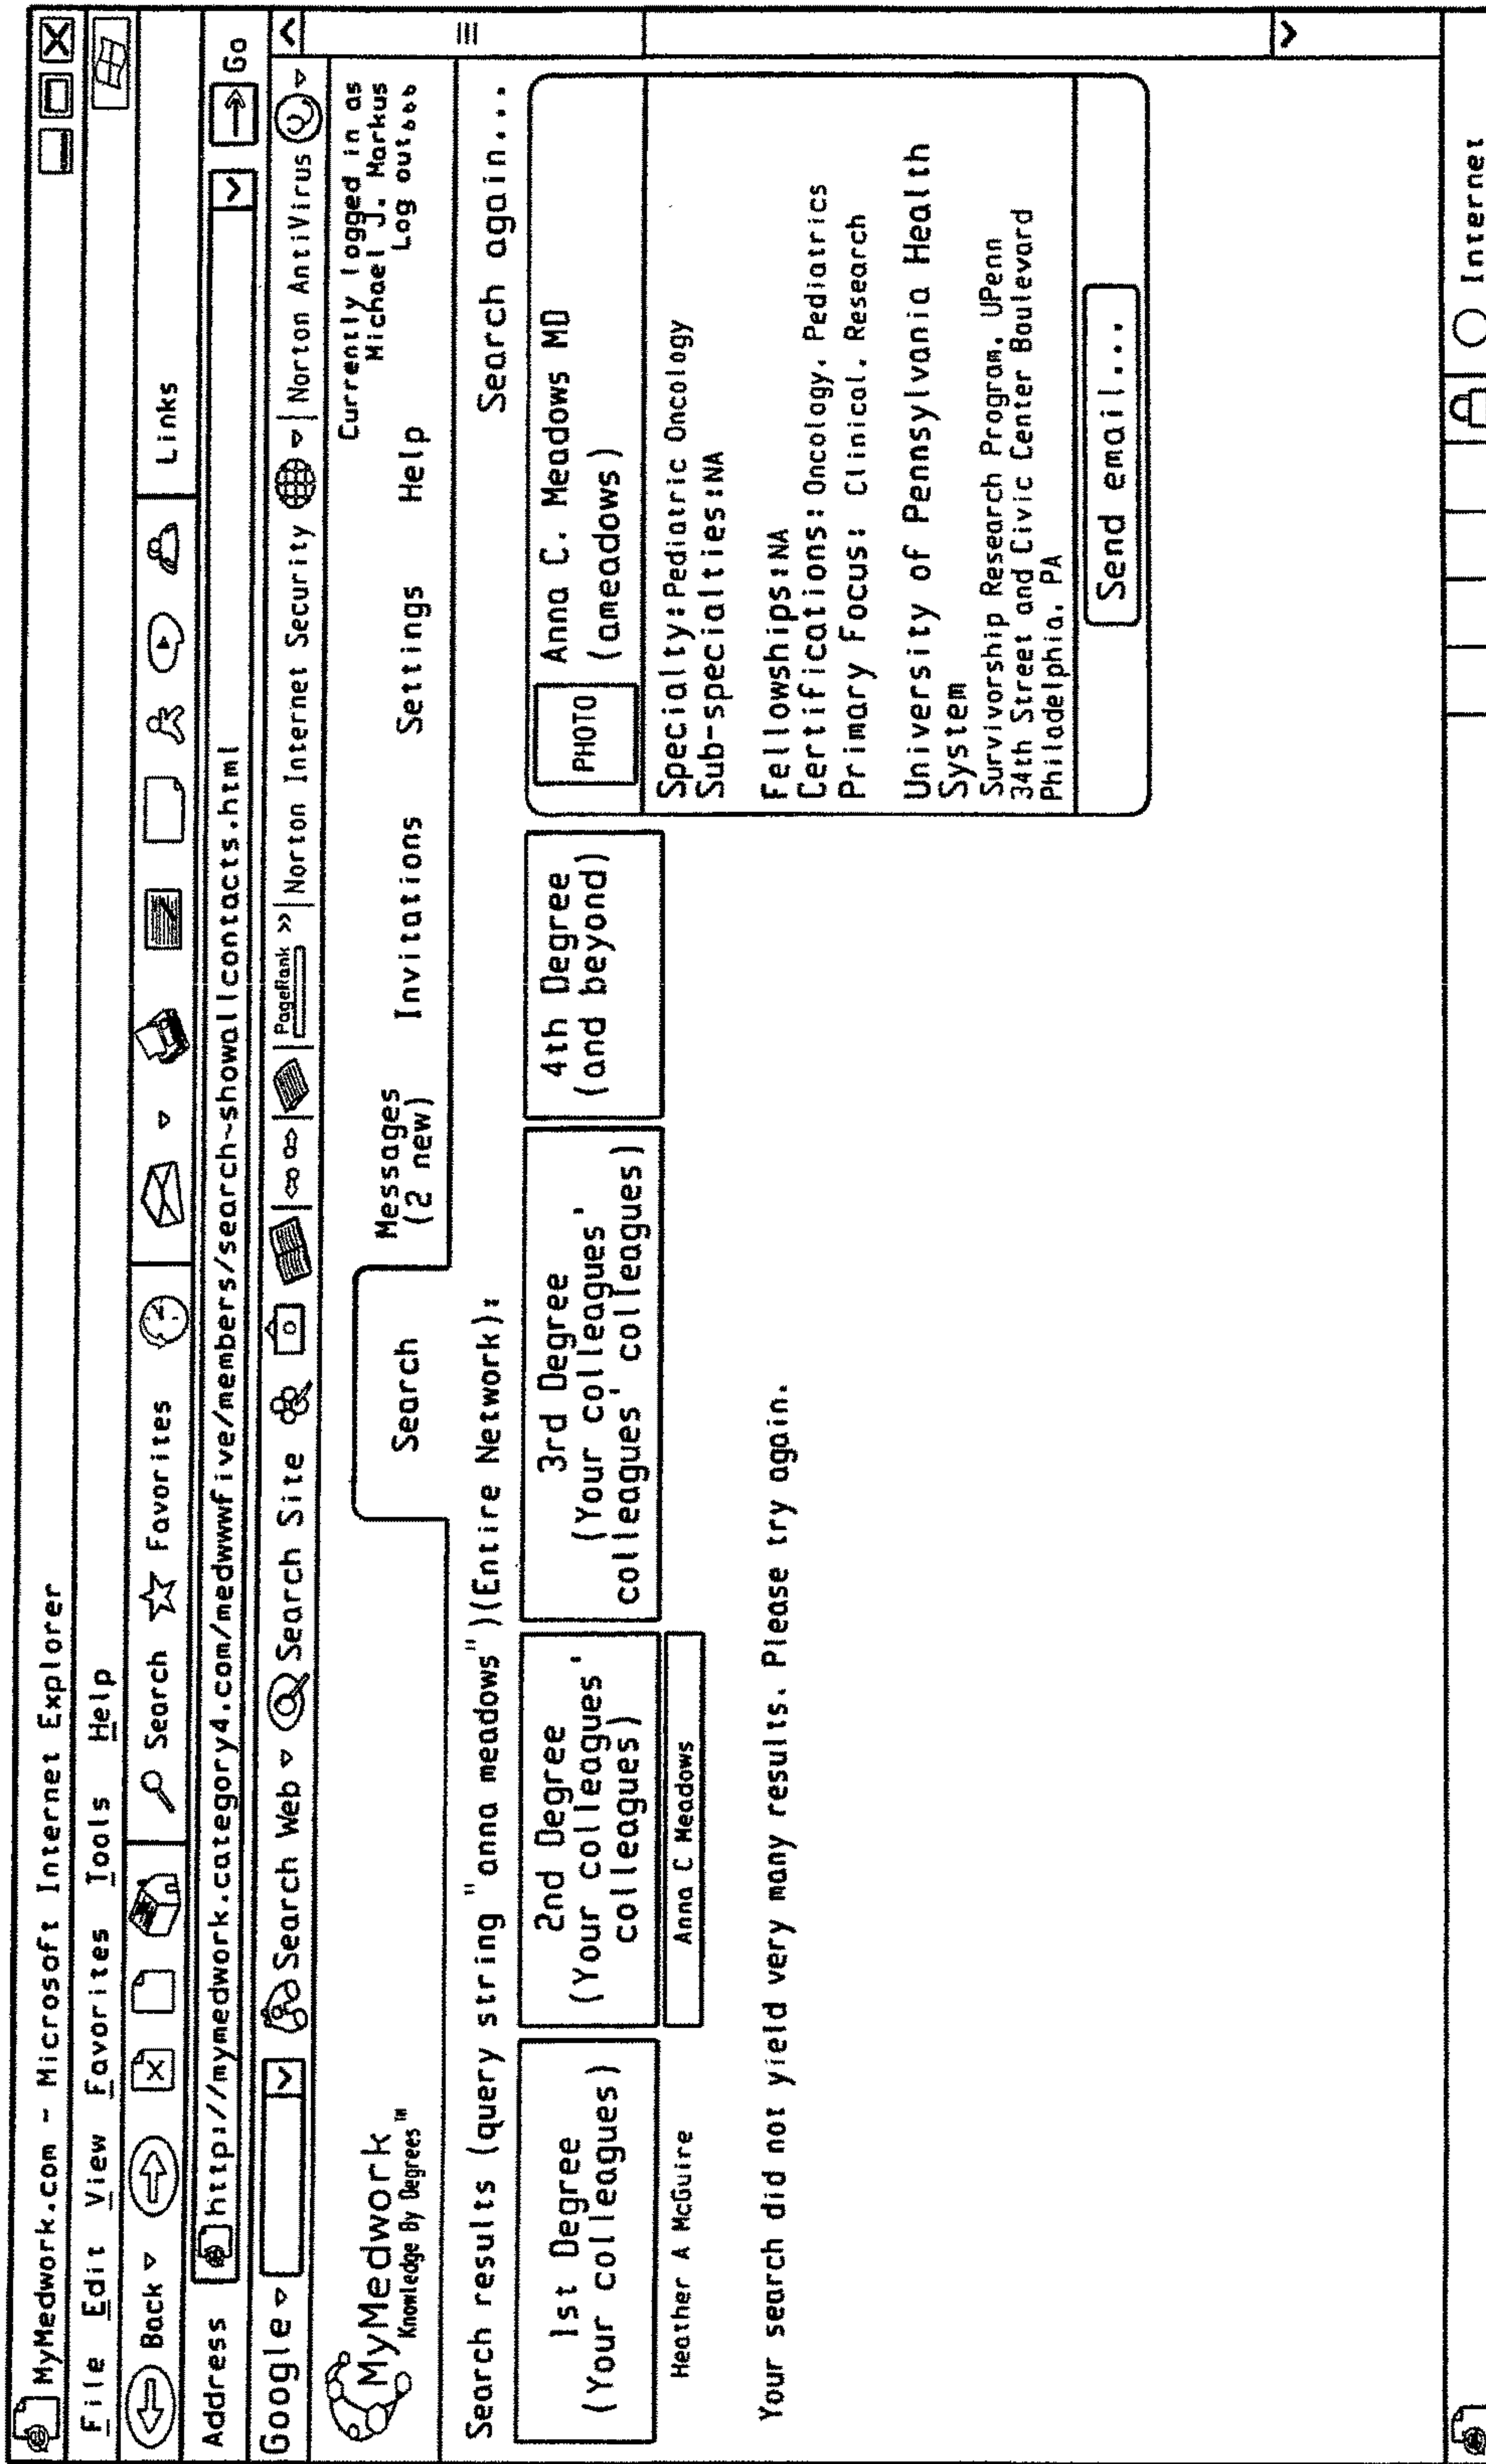 MyMedwork.com - Microsoft Internet Explorer
File Edit View Favorites Tools Help
Back Search Favorites Links
Address http://mymedwork.category4.com/medwwwfive/members/search~showallcontacts.html Go
Google Search Web Search Site PageRank >> Norton Internet Security Norton AntiVirus
MyMedwork
Knowledge By Degrees™
Currently logged in as
Michael J. Markus
Log out...
Search
Messages
(2 new)
Invitations
Settings
Help
Search results (query string "anna meadows")(Entire Network):
Search again...
1st Degree
(Your colleagues)
2nd Degree
(Your colleagues'
colleagues)
3rd Degree
(Your colleagues'
colleagues' colleagues)
4th Degree
(and beyond)
Heather A McGuire
Anna C Meadows
Your search did not yield very many results. Please try again.
PHOTO
Anna C. Meadows MD
(ameadows)
Specialty:Pediatric Oncology
Sub-specialties:NA
Fellowships:NA
Certifications:Oncology, Pediatrics
Primary Focus: Clinical, Research
University of Pennsylvania Health
System
Survivorship Research Program, UPenn
34th Street and Civic Center Boulevard
Philadelphia, PA
Send email...
Internet